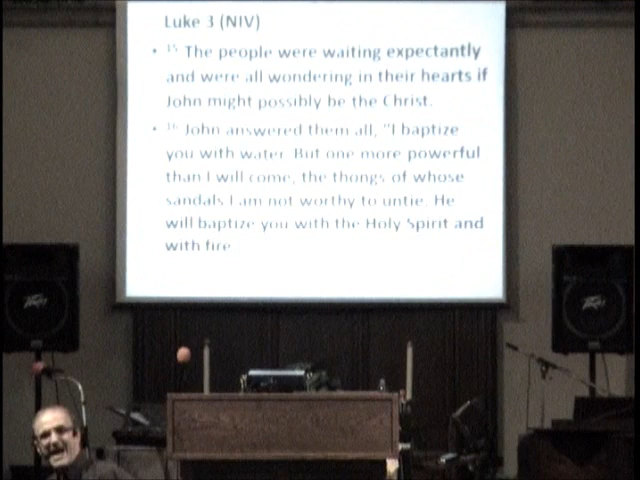 Luke 3 (NIV)
• 15 The people were waiting expectantly
and were all wondering in their hearts if
John might possibly be the Christ.
• 16 John answered them all, "I baptize
you with water. But one more powerful
than I will come, the thongs of whose
sandals I am not worthy to untie. He
will baptize you with the Holy Spirit and
with fire
PEAVEY
PEAVEY